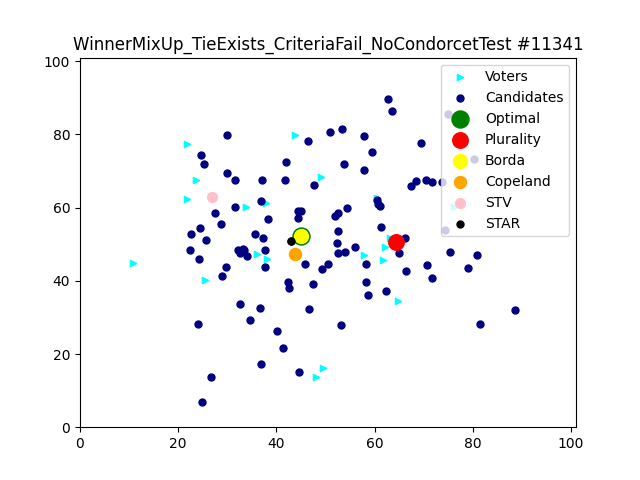 WinnerMixUp_TieExists_CriteriaFail_NoCondorcetTest #11341
100
80
60
40
20
0
0 20 40 60 80 100
Voters
Candidates
Optimal
Plurality
Borda
Copeland
STV
STAR